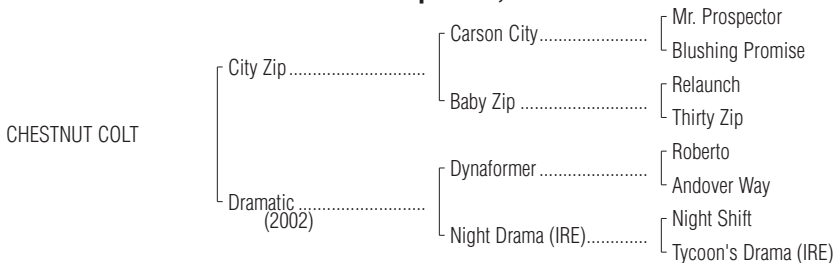 Mr. Prospector
Carson City
Blushing Promise
City Zip
Relaunch
Baby Zip
Thirty Zip
CHESTNUT COLT
Roberto
Dynaformer
Andover Way
Dramatic
(2002)
Night Shift
Night Drama (IRE)
Tycoon's Drama (IRE)